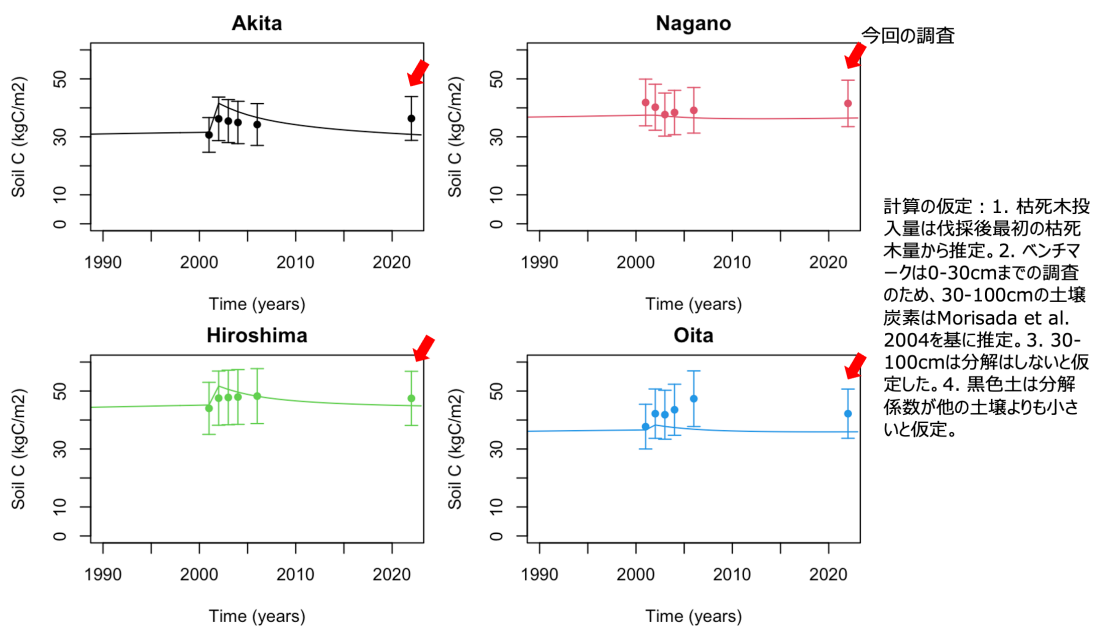 Akita
Soil C (kgC/m2)
50
30
10
0
1990
2000
2010
2020
Time (years)
Nagano
今回の調査
Soil C (kgC/m2)
50
30
10
0
1990
2000
2010
2020
Time (years)
Hiroshima
Soil C (kgC/m2)
50
30
10
0
1990
2000
2010
2020
Time (years)
Oita
Soil C (kgC/m2)
50
30
10
0
1990
2000
2010
2020
Time (years)
計算の仮定：1. 枯死木投
入量は伐採後最初の枯死
木量から推定。2. ベンチマ
ークは0-30cmまでの調査
のため、30-100cmの土壌
炭素はMorisada et al.
2004を基に推定。3. 30-
100cmは分解はしないと仮
定した。4. 黒色土は分解
係数が他の土壌よりも小さ
いと仮定。